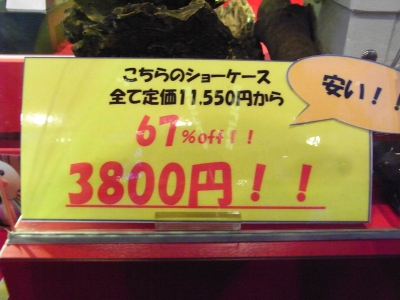 こちらのショーケース
全て定価11,550円から
67%off！！
3800円！！
安い！！